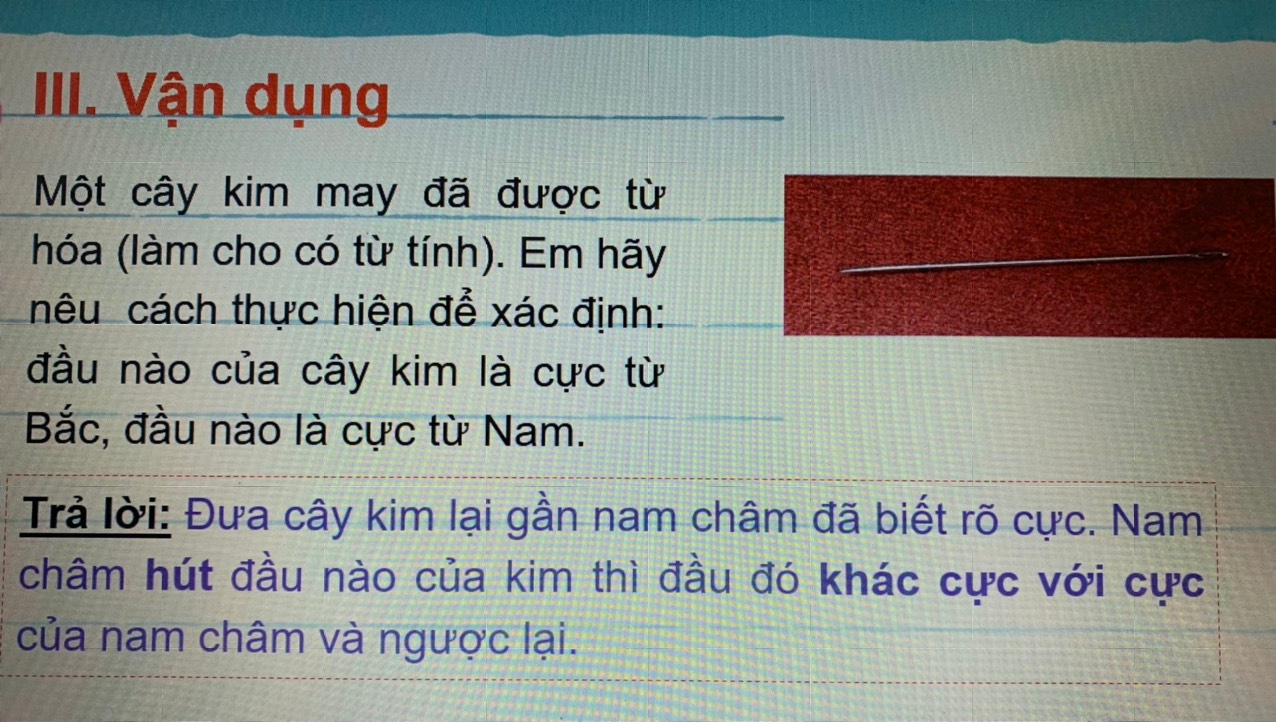 III. Vận dụng
Một cây kim may đã được từ
hóa (làm cho có từ tính). Em hãy
nêu cách thực hiện để xác định:
đầu nào của cây kim là cực từ
Bắc, đầu nào là cực từ Nam.
Trả lời: Đưa cây kim lại gần nam châm đã biết rõ cực. Nam
châm hút đầu nào của kim thì đầu đó khác cực với cực
của nam châm và ngược lại.